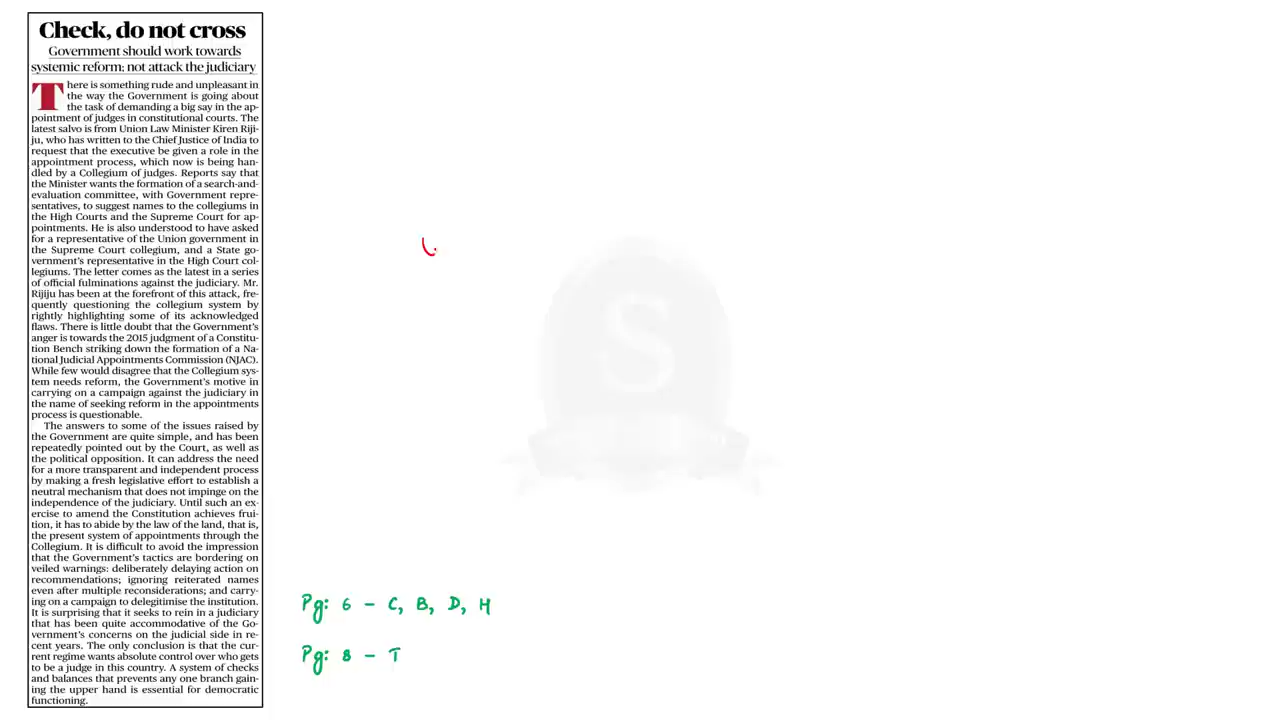 Check, do not cross
Government should work towards
systemic reform; not attack the judiciary
There is something rude and unpleasant in
the way the Government is going about
the task of demanding a big say in the ap-
pointment of judges in constitutional courts. The
latest salvo is from Union Law Minister Kiren Riji-
ju, who has written to the Chief Justice of India to
request that the executive be given a role in the
appointment process, which now is being han-
dled by a Collegium of judges. Reports say that
the Minister wants the formation of a search-and-
evaluation committee, with Government repre-
sentatives, to suggest names to the collegiums in
the High Courts and the Supreme Court for ap-
pointments. He is also understood to have asked
for a representative of the Union government in
the Supreme Court collegium, and a State go-
vernment's representative in the High Court col-
legiums. The letter comes as the latest in a series
of official fulminations against the judiciary. Mr.
Rijiju has been at the forefront of this attack, fre-
quently questioning the collegium system by
rightly highlighting some of its acknowledged
flaws. There is little doubt that the Government's
anger is towards the 2015 judgment of a Constitu-
tion Bench striking down the formation of a Na-
tional Judicial Appointments Commission (NJAC).
While few would disagree that the Collegium sys-
tem needs reform, the Government's motive in
carrying on a campaign against the judiciary in
the name of seeking reform in the appointments
process is questionable.
The answers to some of the issues raised by
the Government are quite simple, and has been
repeatedly pointed out by the Court, as well as
the political opposition. It can address the need
for a more transparent and independent process
by making a fresh legislative effort to establish a
neutral mechanism that does not impinge on the
independence of the judiciary. Until such an ex-
ercise to amend the Constitution achieves frui-
tion, it has to abide by the law of the land, that is,
the present system of appointments through the
Collegium. It is difficult to avoid the impression
that the Government's tactics are bordering on
veiled warnings: deliberately delaying action on
recommendations; ignoring reiterated names
even after multiple reconsiderations; and carry-
ing on a campaign to delegitimise the institution.
It is surprising that it seeks to rein in a judiciary
that has been quite accommodative of the Go-
vernment's concerns on the judicial side in re-
cent years. The only conclusion is that the cur-
rent regime wants absolute control over who gets
to be a judge in this country. A system of checks
and balances that prevents any one branch gain-
ing the upper hand is essential for democratic
functioning.
Pg: 6 – C, B, D, H
Pg: 8 – T
S